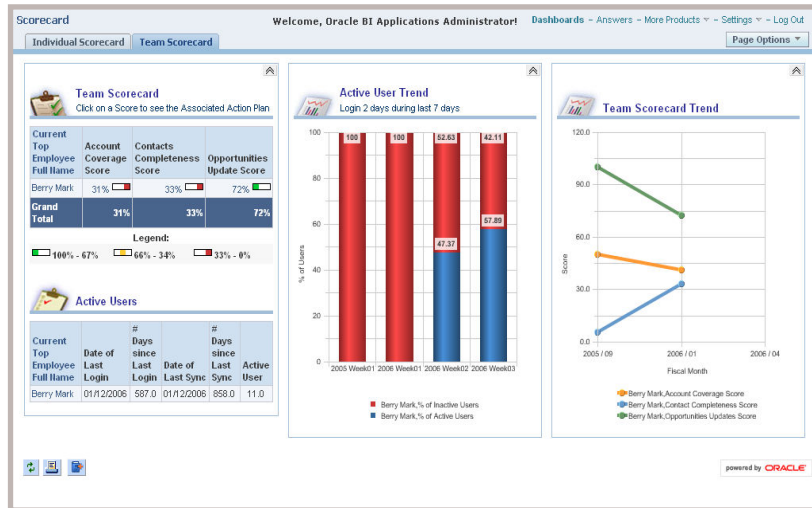 Scorecard
Welcome, Oracle BI Applications Administrator!
Dashboards - Answers - More Products - Settings - Log Out
Individual Scorecard
Team Scorecard
Page Options
Team Scorecard
Click on a Score to see the Associated Action Plan
Current Top Employee Full Name Account Coverage Score Contacts Completeness Score Opportunities Update Score
Berry Mark 31% 33% 72%
Grand Total 31% 33% 72%
Legend:
100% - 67% 66% - 34% 33% - 0%
Active Users
Current Top Employee Full Name Date of Last Login # Days since Last Login Date of Last Sync # Days since Last Sync Active User
Berry Mark 01/12/2006 587.0 01/12/2006 858.0 11.0
Active User Trend
Login 2 days during last 7 days
% of Users
100
80
60
40
20
0
100 100 52.63 42.11
47.37 57.89
2005 Week01 2006 Week01 2006 Week02 2006 Week03
Berry Mark,% of Inactive Users
Berry Mark,% of Active Users
Team Scorecard Trend
Score
120.0
90.0
60.0
30.0
0.0
2005 / 09 2006 / 01 2006 / 04
Fiscal Month
Berry Mark,Account Coverage Score
Berry Mark,Contact Completeness Score
Berry Mark,Opportunities Updates Score
powered by ORACLE